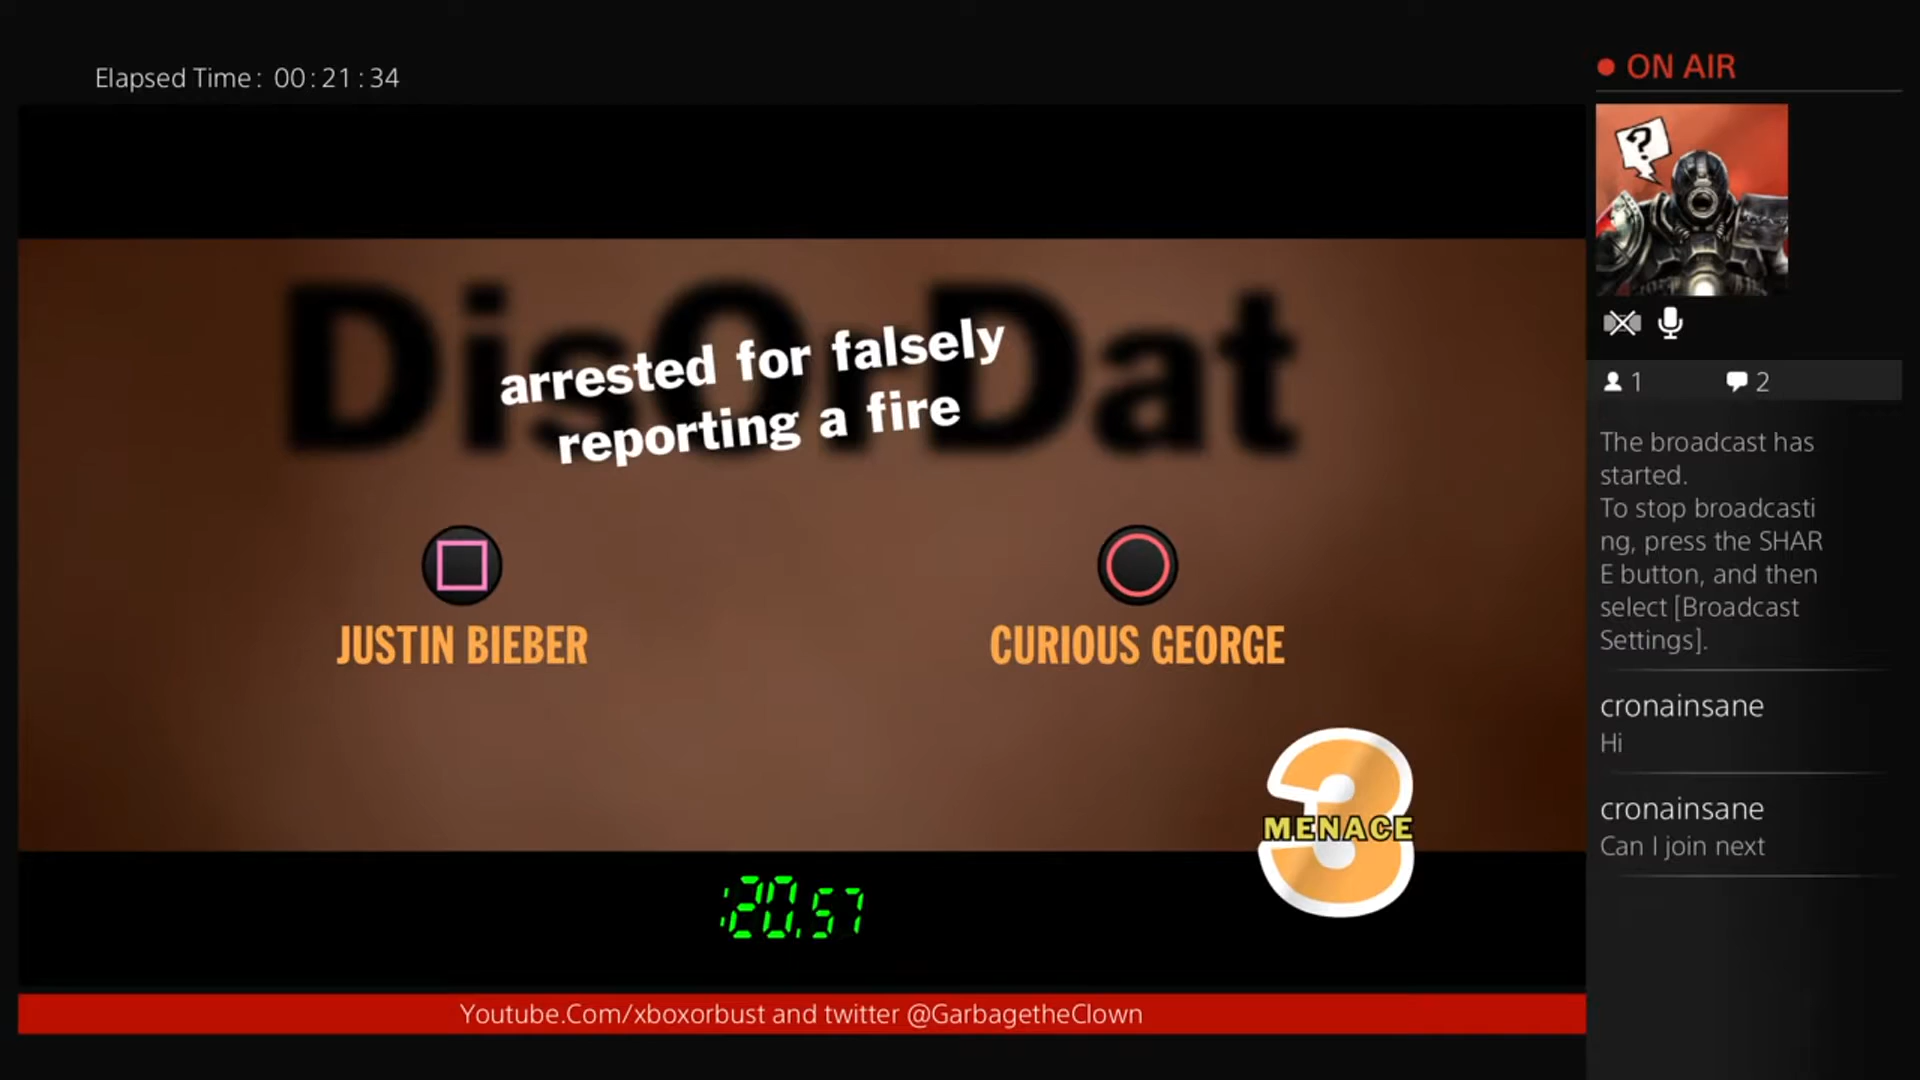 Elapsed Time: 00:21:34
ON AIR
DisOrDat
arrested for falsely
reporting a fire
JUSTIN BIEBER
CURIOUS GEORGE
3
MENACE
:20.57
Youtube.Com/xboxorbust and twitter @GarbagetheClown
?
1
2
The broadcast has
started.
To stop broadcasti
ng, press the SHAR
E button, and then
select [Broadcast
Settings].
cronainsane
Hi
cronainsane
Can I join next